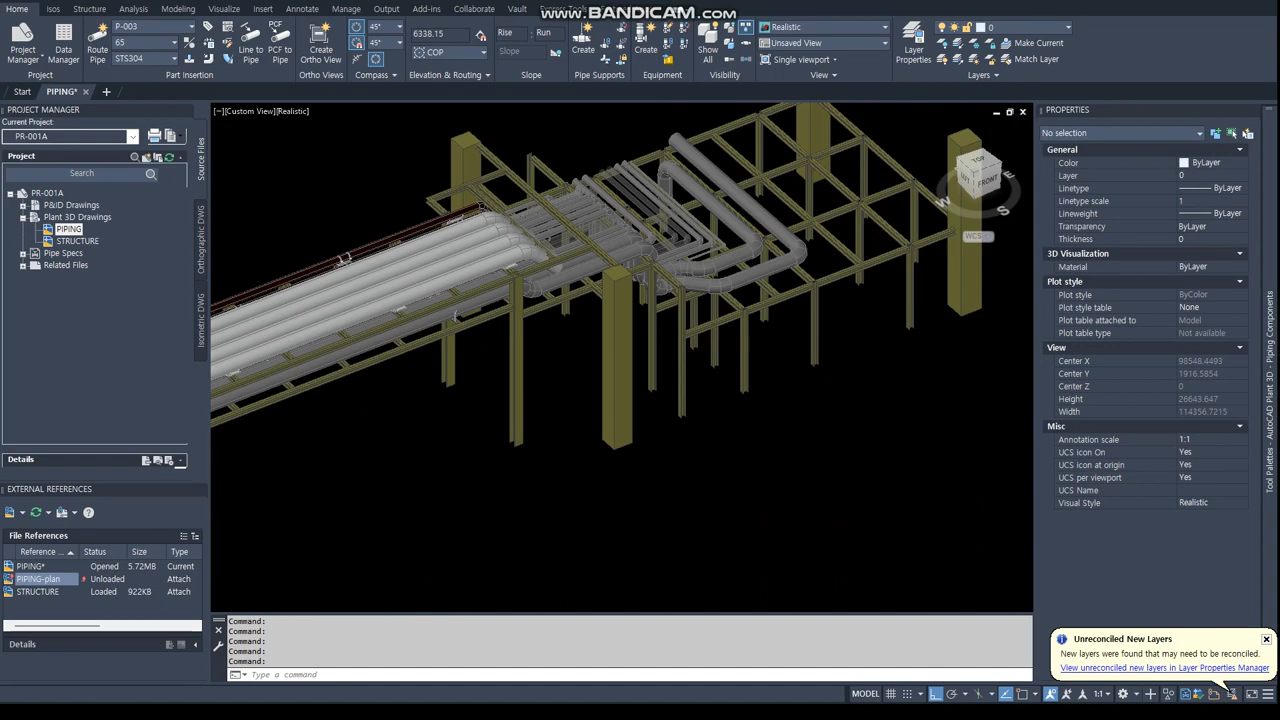 www.BANDICAM.com
Home Isos Structure Analysis Modeling Visualize Insert Annotate Manage Output Add-ins Collaborate Vault
Project Manager
Data Manager
Project
Route Pipe
P-003
65
STS304
Line to Pipe
PCF to Pipe
Part Insertion
Create Ortho View
Ortho Views
45°
45°
Compass
6338.15
COP
Elevation & Routing
Rise Run
Slope
Slope
Create
Pipe Supports
Create
Equipment
Show All
Visibility
Realistic
Unsaved View
Single viewport
View
Layer Properties
0
Make Current
Match Layer
Layers
Start PIPING*
PROJECT MANAGER
Current Project:
PR-001A
Project
Search
PR-001A
P&ID Drawings
Plant 3D Drawings
PIPING
STRUCTURE
Pipe Specs
Related Files
Source Files
Orthographic DWG
Isometric DWG
Details
EXTERNAL REFERENCES
File References
Reference ... Status Size Type
PIPING* Opened 5.72MB Current
PIPING-plan Unloaded Attach
STRUCTURE Loaded 922KB Attach
Details
[−][Custom View][Realistic]
TOP
LEFT
FRONT
W
S
E
WCS
Command:
Command:
Command:
Command:
Command:
Type a command
PROPERTIES
No selection
General
Color ByLayer
Layer 0
Linetype ByLayer
Linetype scale 1
Lineweight ByLayer
Transparency ByLayer
Thickness 0
3D Visualization
Material ByLayer
Plot style
Plot style ByColor
Plot style table None
Plot table attached to Model
Plot table type Not available
View
Center X 98548.4493
Center Y 1916.5854
Center Z 0
Height 26643.647
Width 114356.7215
Misc
Annotation scale 1:1
UCS icon On Yes
UCS icon at origin Yes
UCS per viewport Yes
UCS Name
Visual Style Realistic
Tool Palettes - AutoCAD Plant 3D - Piping Components
Unreconciled New Layers
New layers were found that may need to be reconciled.
View unreconciled new layers in Layer Properties Manager
MODEL
1:1